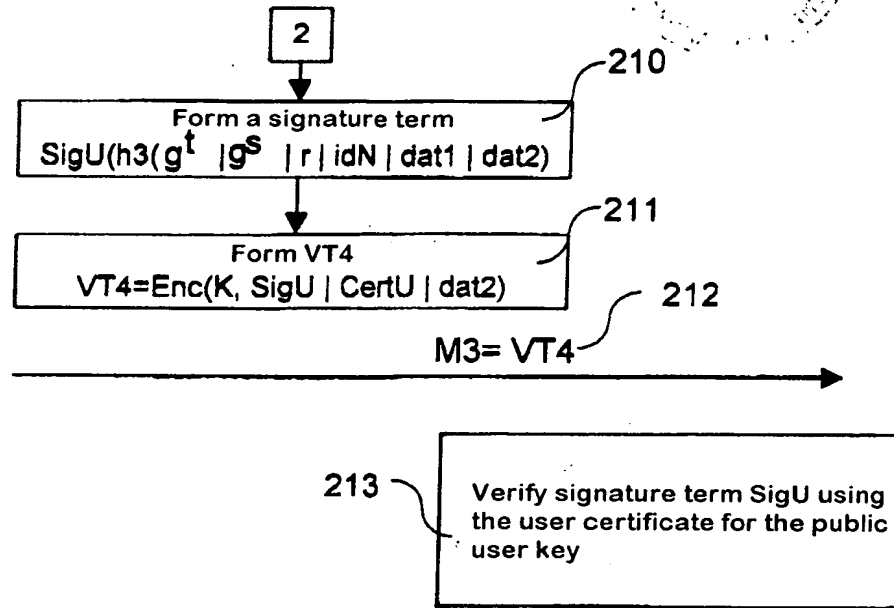 2
210
Form a signature term
SigU(h3(g^t |g^s | r | idN | dat1 | dat2)
211
Form VT4
VT4=Enc(K, SigU | CertU | dat2)
212
M3= VT4
213
Verify signature term SigU using
the user certificate for the public
user key